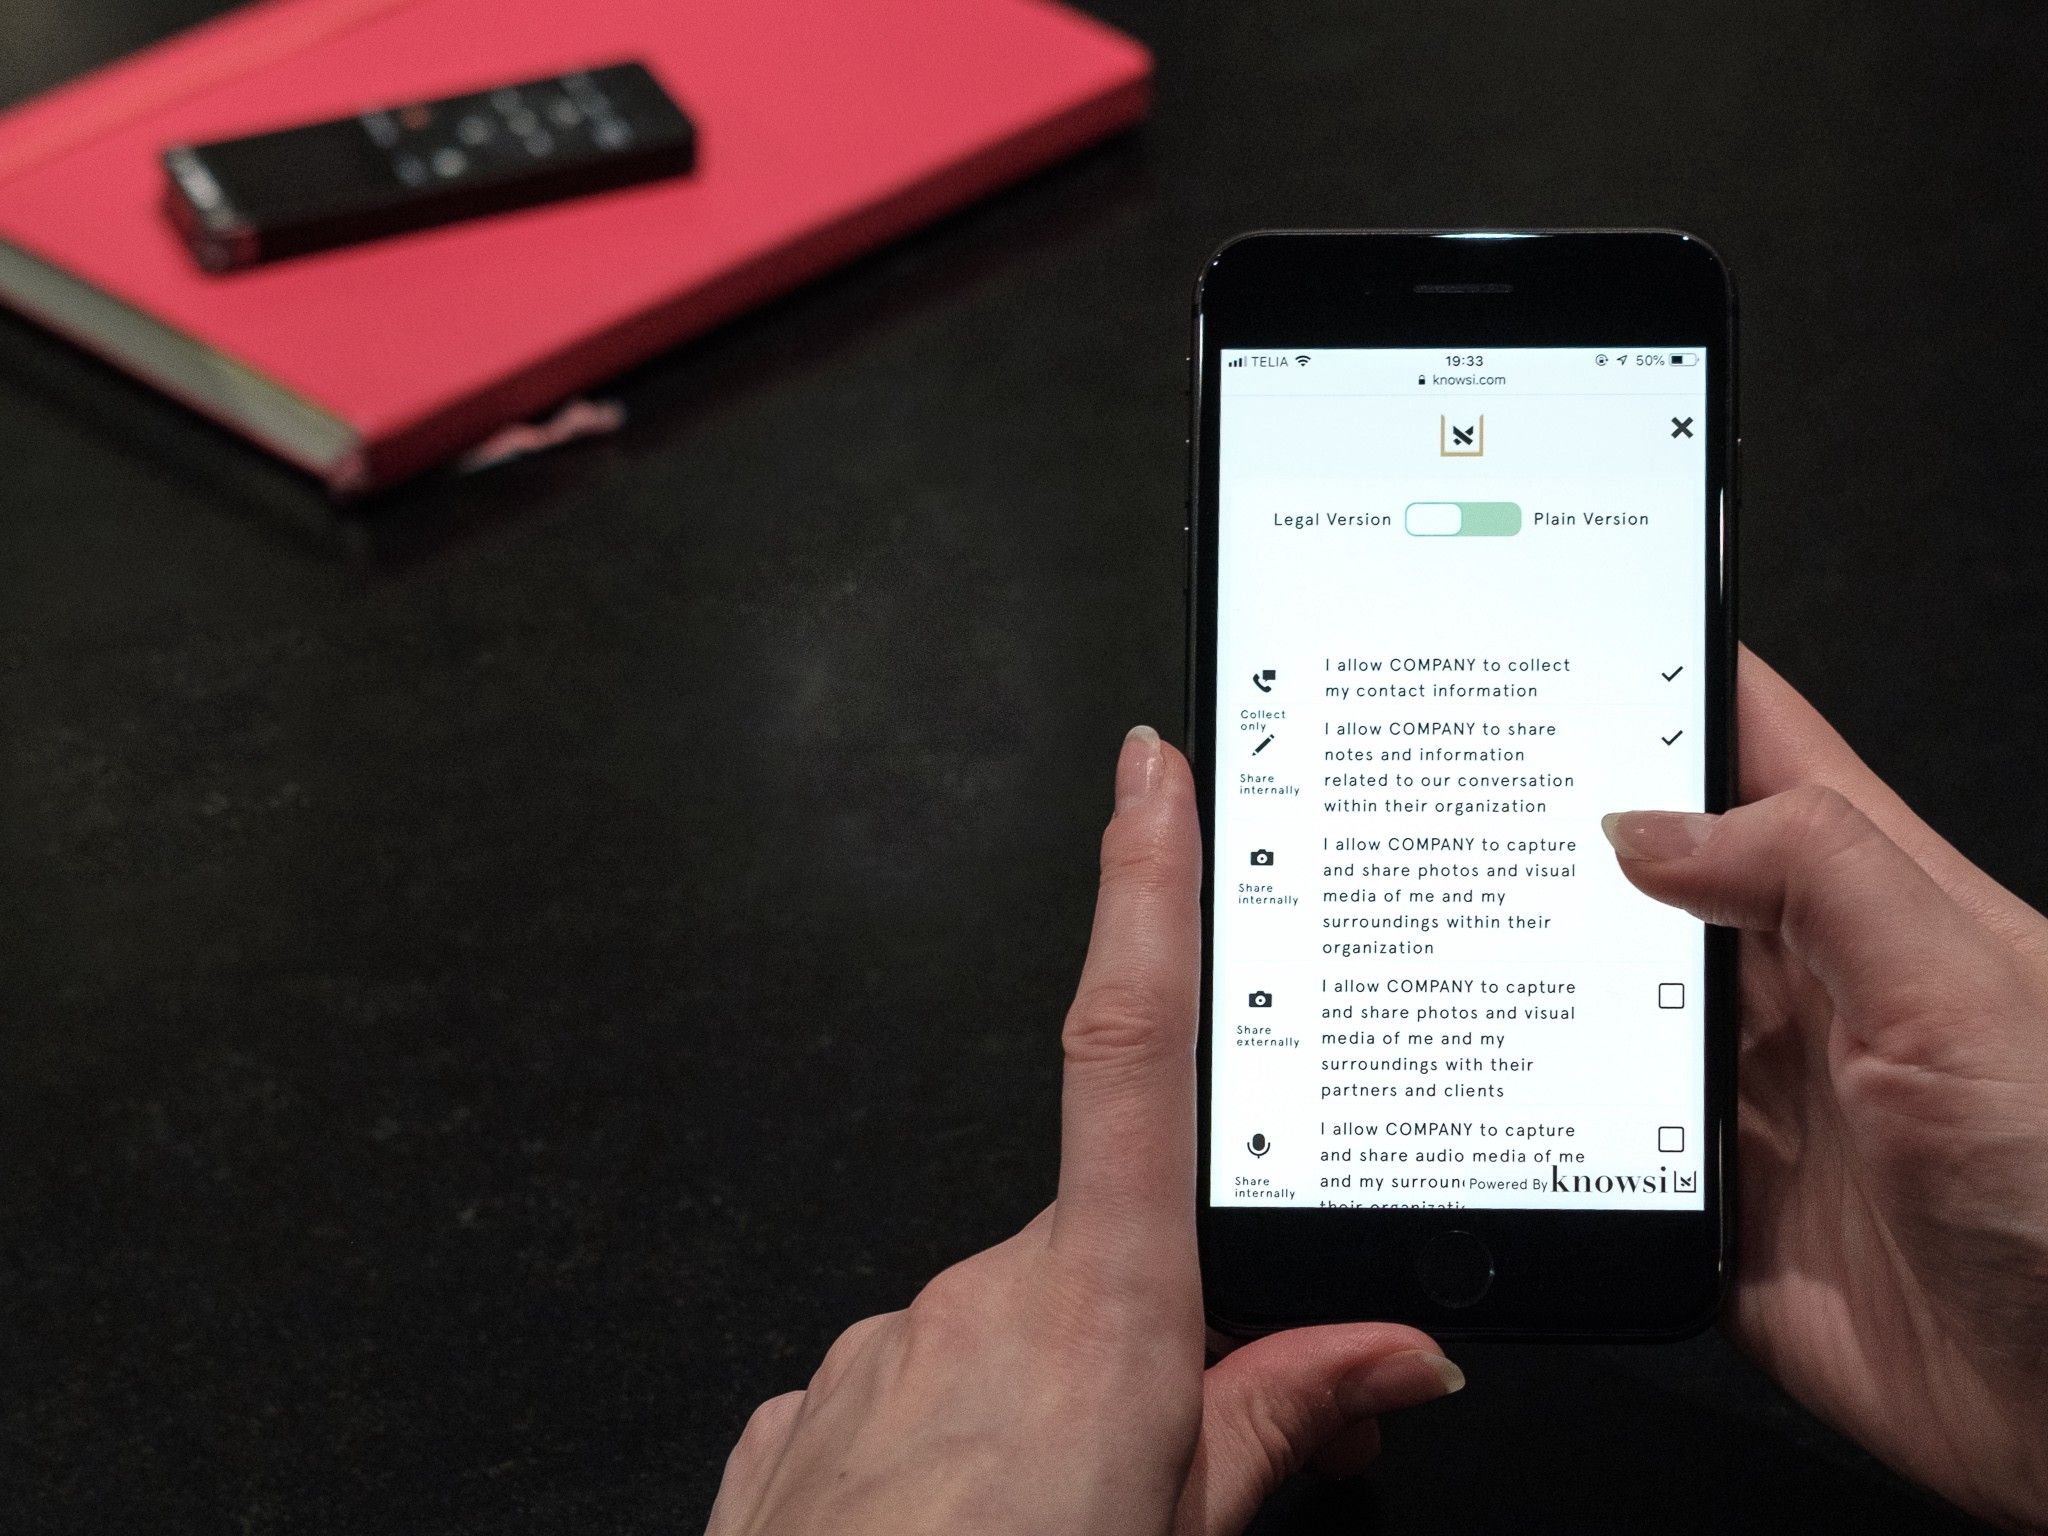 TELIA 19:33 50%
knowsi.com
Legal Version Plain Version
I allow COMPANY to collect
my contact information
Collect
only
I allow COMPANY to share
notes and information
related to our conversation
within their organization
Share
internally
I allow COMPANY to capture
and share photos and visual
media of me and my
surroundings within their
organization
Share
internally
I allow COMPANY to capture
and share photos and visual
media of me and my
surroundings with their
partners and clients
Share
externally
I allow COMPANY to capture
and share audio media of me
and my
Share
internally
Powered By knowsi
their